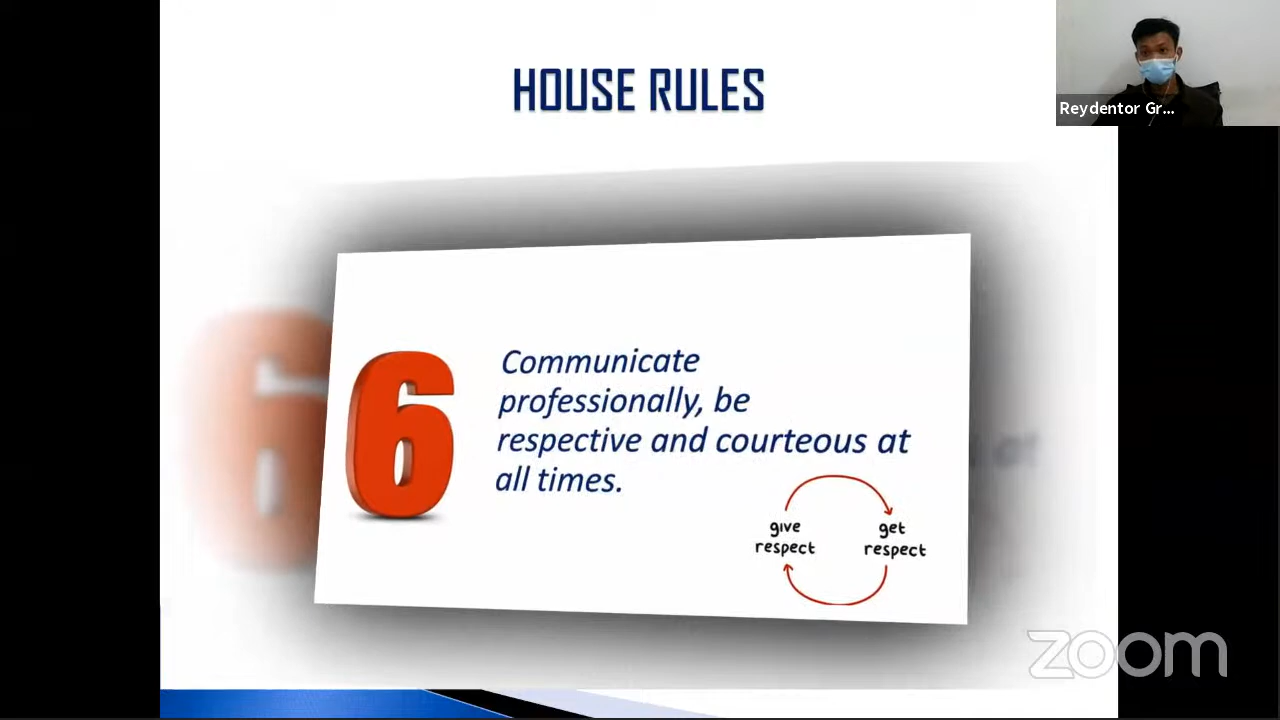 HOUSE RULES
Reydentor Gr...
6
Communicate
professionally, be
respective and courteous at
all times.
give
respect
get
respect
zoom